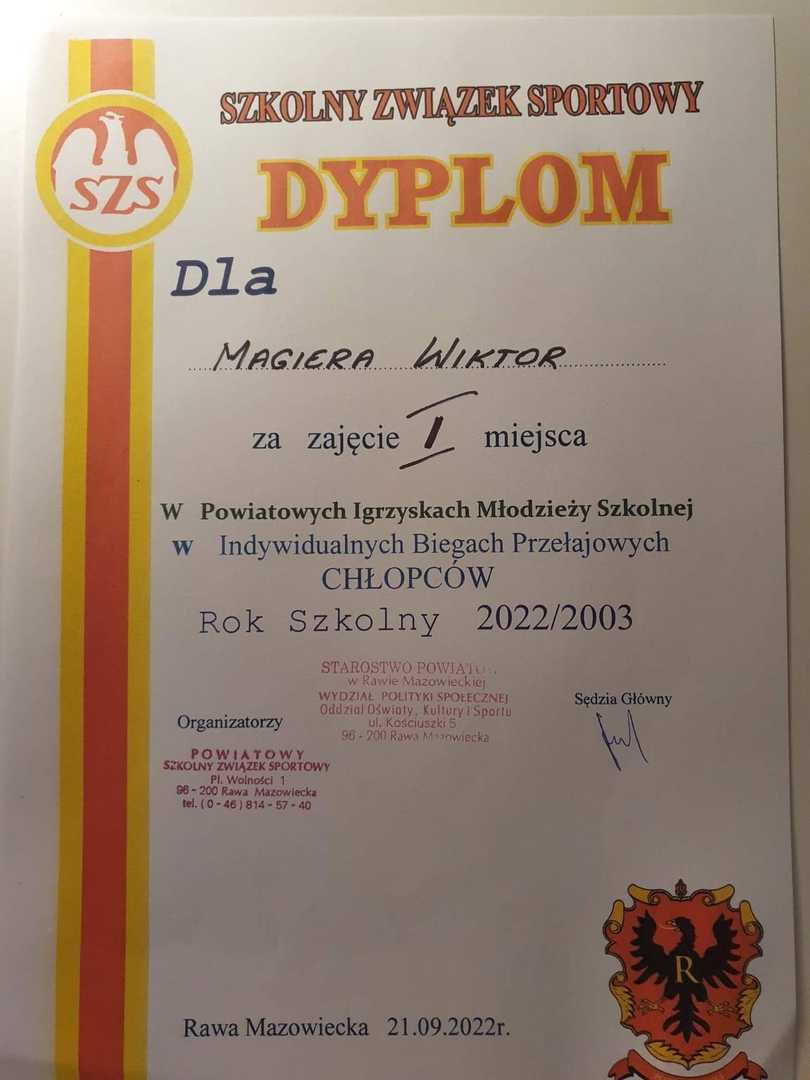 SZKOLNY ZWIĄZEK SPORTOWY
SZS
DYPLOM
Dla
MAGIERA WIKTOR
za zajęcie I miejsca
W Powiatowych Igrzyskach Młodzieży Szkolnej
w Indywidualnych Biegach Przełajowych
CHŁOPCÓW
Rok Szkolny 2022/2003
STAROSTWO
w Rawie Mazowieckiej
WYDZIAŁ POLITYKI SPOŁECZNEJ
Oddział Oświaty, Kultury i Sportu
ul. Kościuszki 5
96 - 200 Rawa Mazowiecka
Sędzia Główny
Organizatorzy
POWIATOWY
SZKOLNY ZWIĄZEK SPORTOWY
Pl. Wolności 1
96 - 200 Rawa Mazowiecka
tel. ( 0 - 46 ) 814 - 57 - 40
R
Rawa Mazowiecka 21.09.2022r.